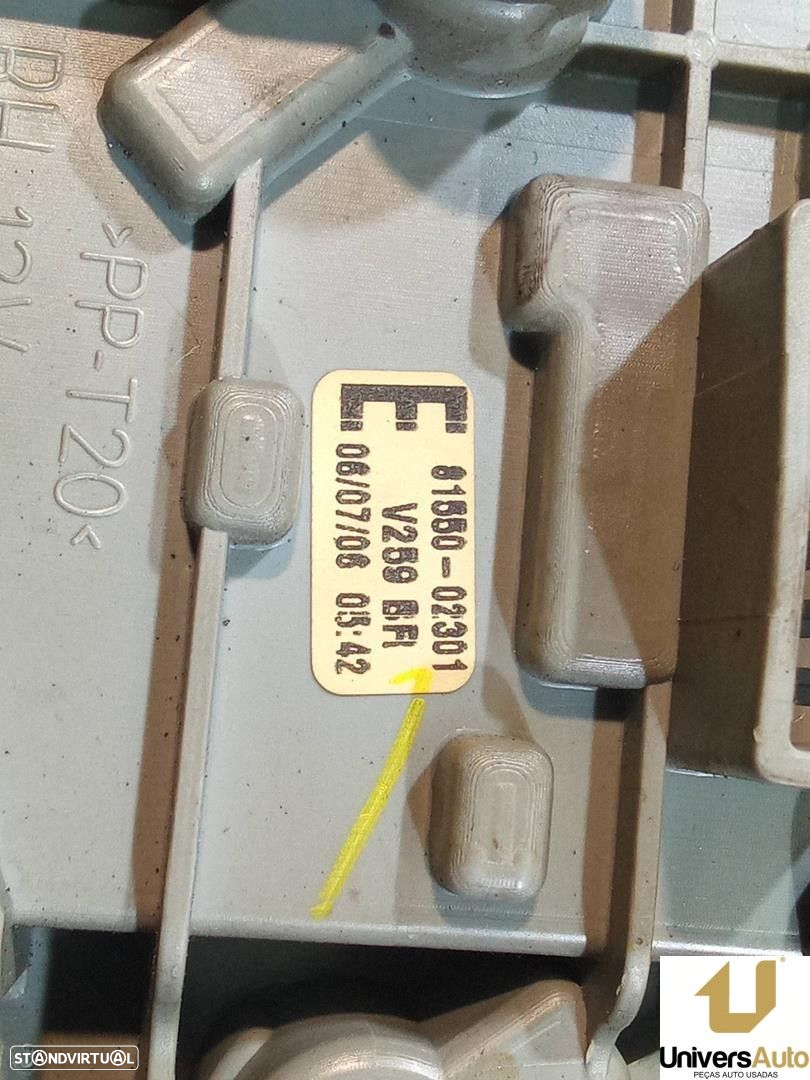 RH 12V
>PP-T20<
E
81550-02301
V259 BFI
06/07/06 05:42
STANDVIRTUAL
UniversAuto
PEÇAS AUTO USADAS